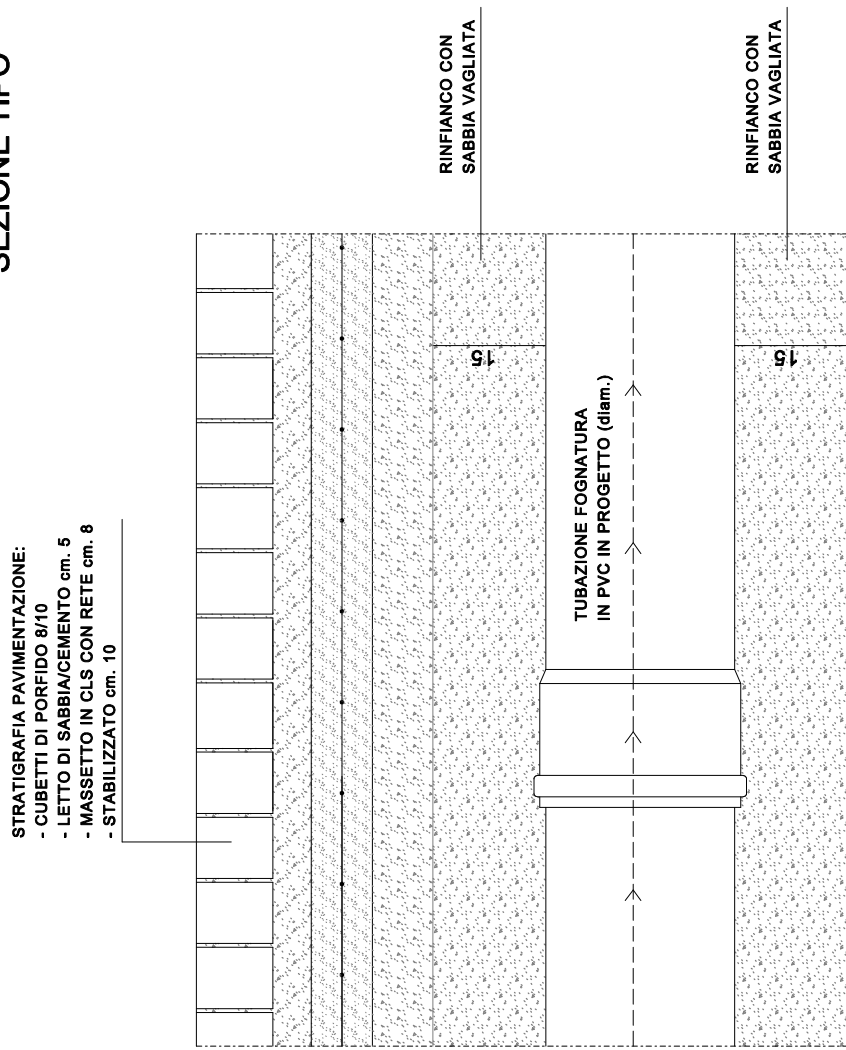 SEZIONE TIPO
STRATIGRAFIA PAVIMENTAZIONE:
- CUBETTI DI PORFIDO 8/10
- LETTO DI SABBIA/CEMENTO cm. 5
- MASSETTO IN CLS CON RETE cm. 8
- STABILIZZATO cm. 10
RINFIANCO CON
SABBIA VAGLIATA
15
TUBAZIONE FOGNATURA
IN PVC IN PROGETTO (diam.)
RINFIANCO CON
SABBIA VAGLIATA
15